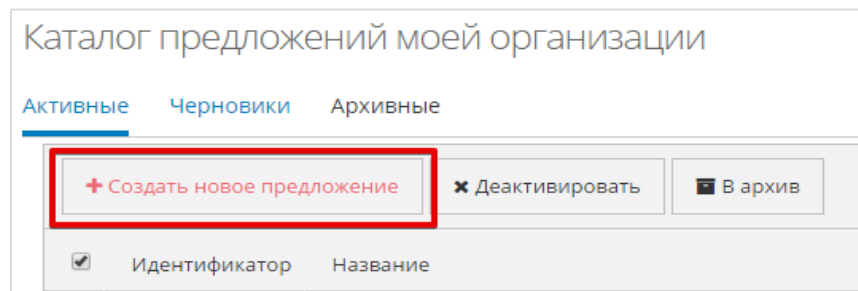 Каталог предложений моей организации
Активные Черновики Архивные
+ Создать новое предложение ✖ Деактивировать В архив
Идентификатор Название